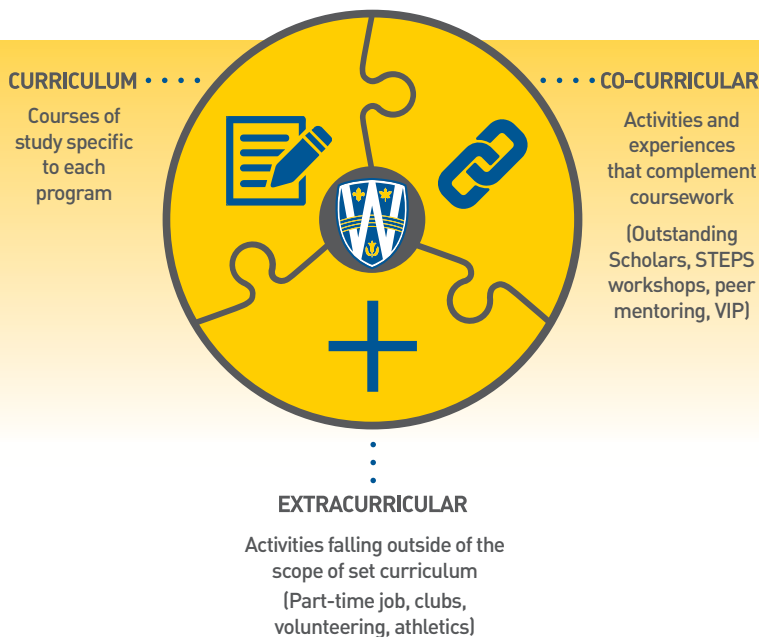 CURRICULUM
Courses of
study specific
to each
program
CO-CURRICULAR
Activities and
experiences
that complement
coursework
(Outstanding
Scholars, STEPS
workshops, peer
mentoring, VIP)
W
EXTRACURRICULAR
Activities falling outside of the
scope of set curriculum
(Part-time job, clubs,
volunteering, athletics)